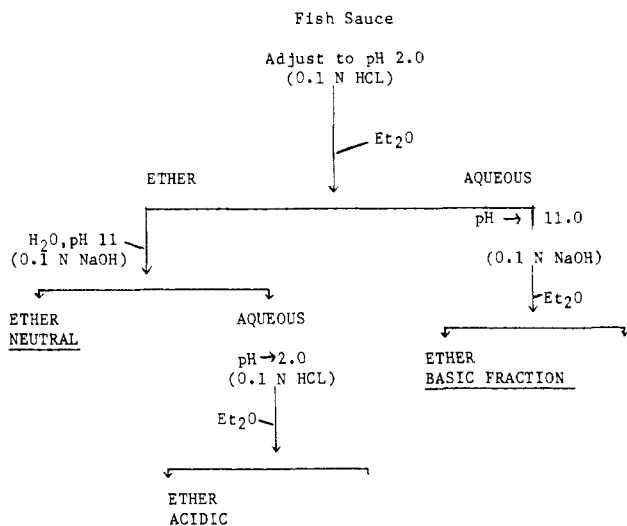 Fish Sauce
Adjust to pH 2.0
(0.1 N HCL)
Et₂O
ETHER
AQUEOUS
H₂O, pH 11
(0.1 N NaOH)
pH → 11.0
(0.1 N NaOH)
Et₂O
ETHER
NEUTRAL
AQUEOUS
pH → 2.0
(0.1 N HCL)
Et₂O
ETHER
BASIC FRACTION
ETHER
ACIDIC